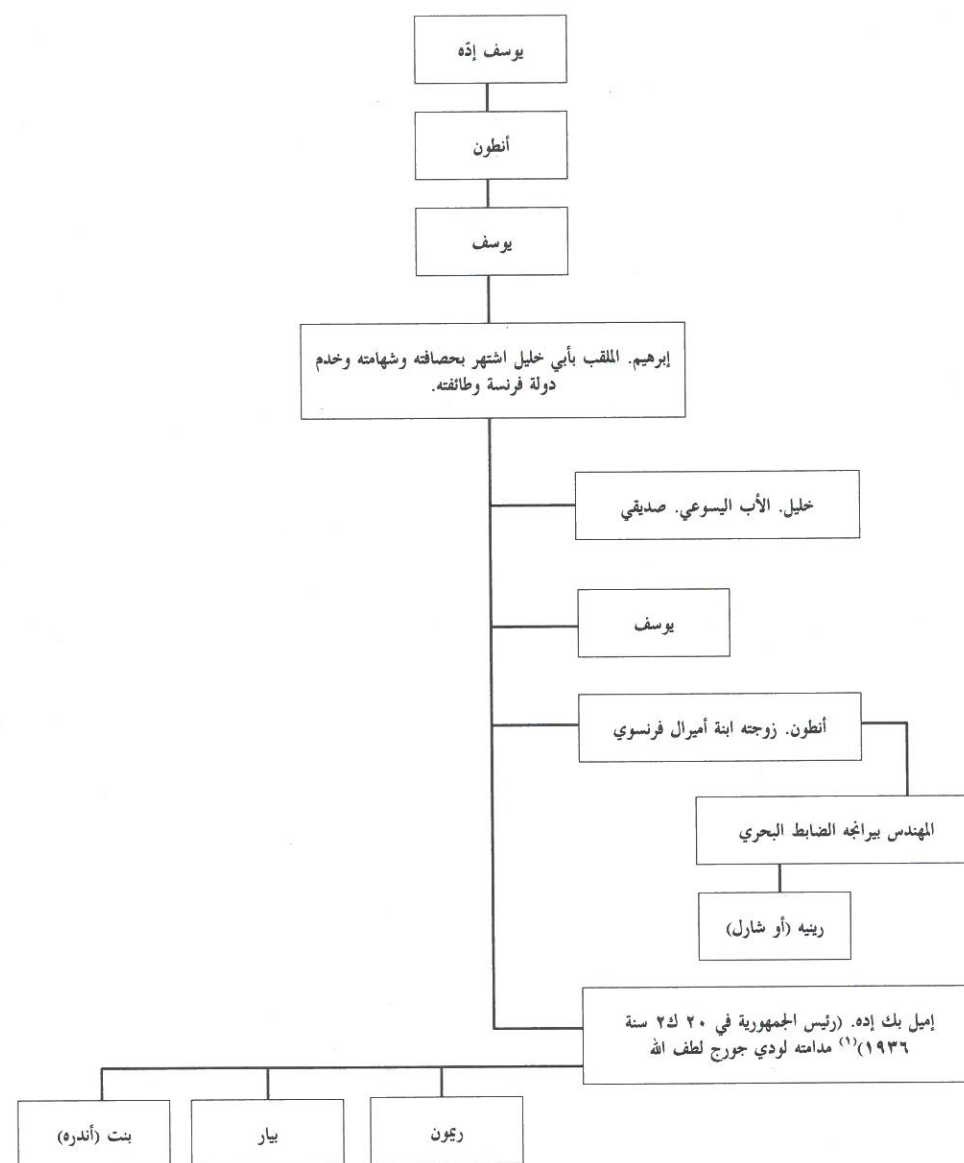 يوسف إدّه
أنطون
يوسف
إبرهيم. الملقب بأبي خليل اشتهر بحصافته وشهامته وخدم
دولة فرنسة وطائفته.
خليل. الأب اليسوعي. صديقي
يوسف
أنطون. زوجته ابنة أميرال فرنسوي
المهندس بيرانجه الضابط البحري
رينيه (أو شارل)
إميل بك إده. (رئيس الجمهورية في ٢٠ ك٢ سنة
١٩٣٦)(١) مدامته لودي جورج لطف الله
ريمون
بيار
بنت (أندره)